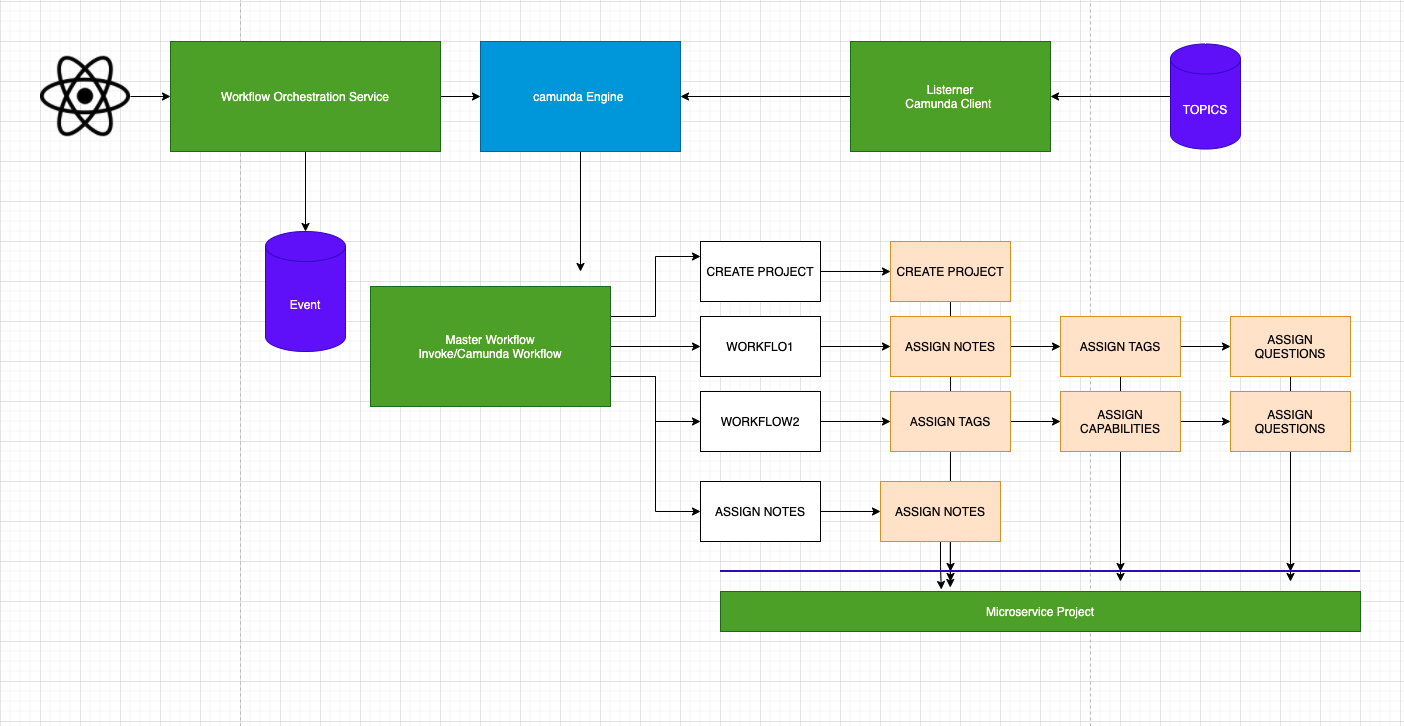 Workflow Orchestration Service
camunda Engine
Listerner
Camunda Client
TOPICS
Event
Master Workflow
Invoke/Camunda Workflow
CREATE PROJECT
CREATE PROJECT
WORKFLO1
ASSIGN NOTES
ASSIGN TAGS
ASSIGN
QUESTIONS
WORKFLOW2
ASSIGN TAGS
ASSIGN
CAPABILITIES
ASSIGN
QUESTIONS
ASSIGN NOTES
ASSIGN NOTES
Microservice Project